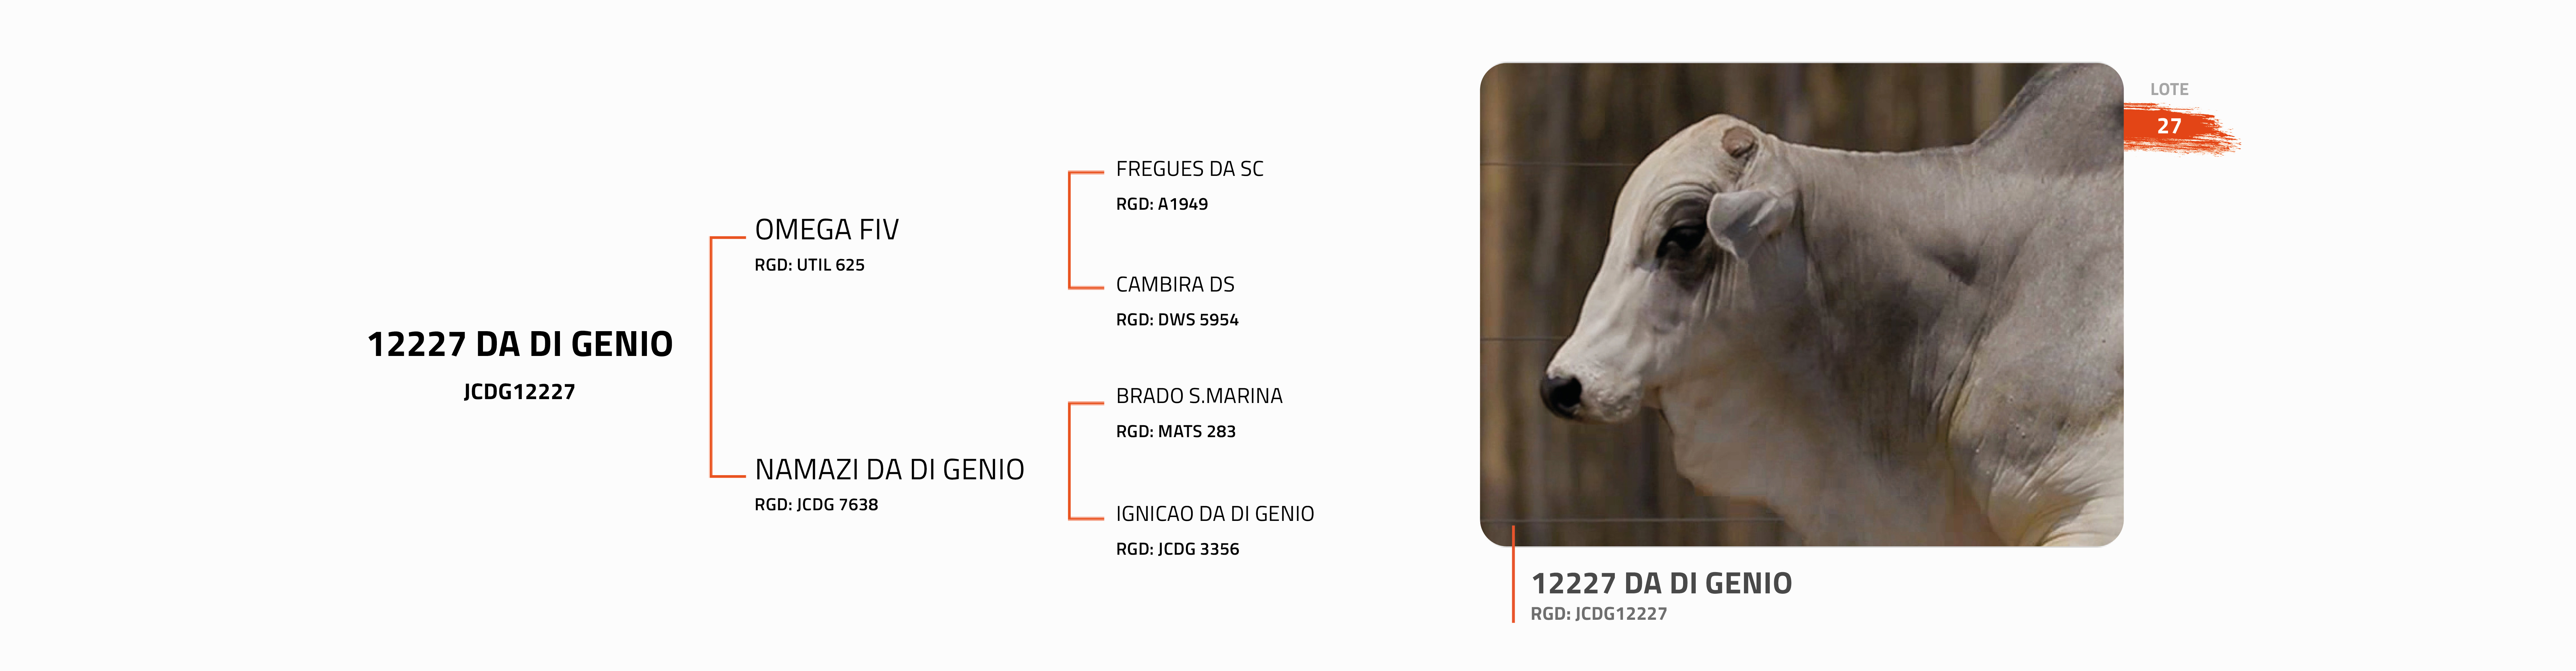 12227 DA DI GENIO
JCDG12227
OMEGA FIV
RGD: UTIL 625
NAMAZI DA DI GENIO
RGD: JCDG 7638
FREGUES DA SC
RGD: A1949
CAMBIRA DS
RGD: DWS 5954
BRADO S.MARINA
RGD: MATS 283
IGNICAO DA DI GENIO
RGD: JCDG 3356
LOTE
27
12227 DA DI GENIO
RGD: JCDG12227